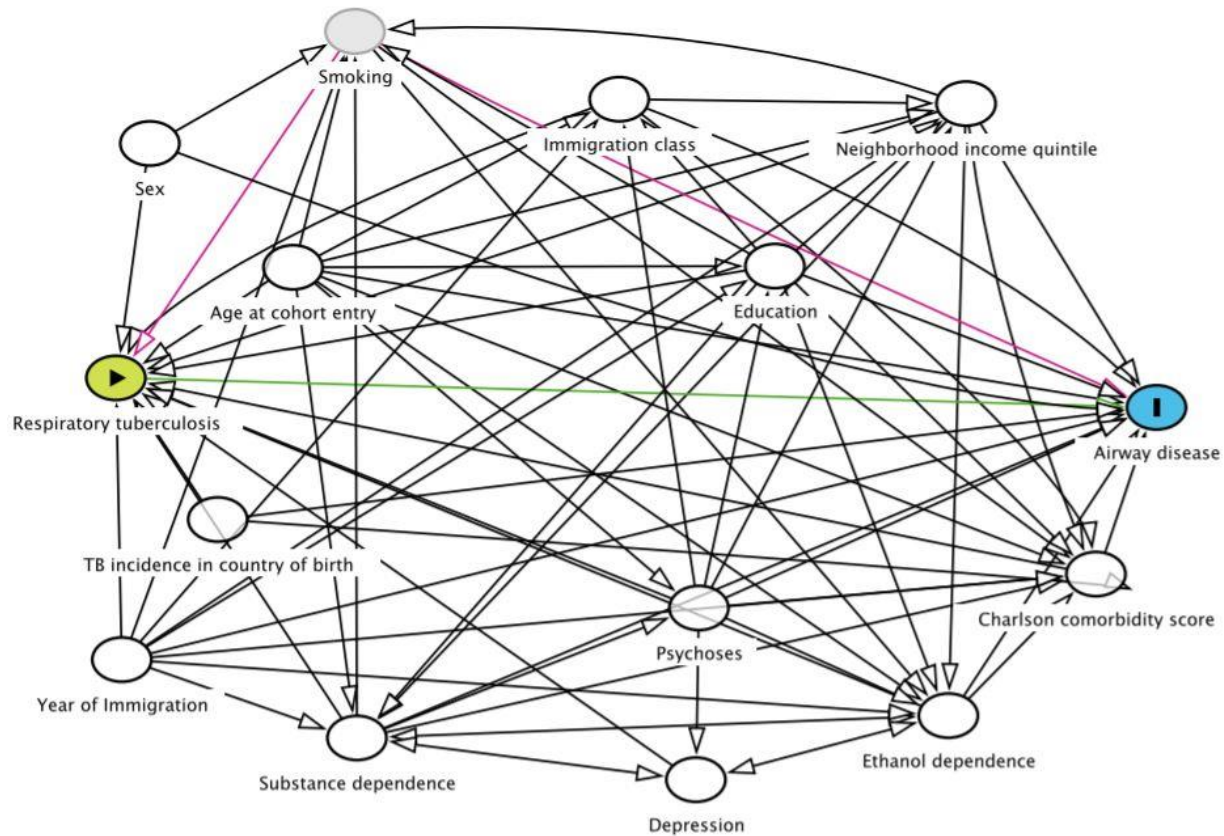 Smoking
Immigration class
Neighborhood income quintile
Sex
Age at cohort entry
Education
Respiratory tuberculosis
Airway disease
TB incidence in country of birth
Charlson comorbidity score
Psychoses
Year of Immigration
Ethanol dependence
Substance dependence
Depression